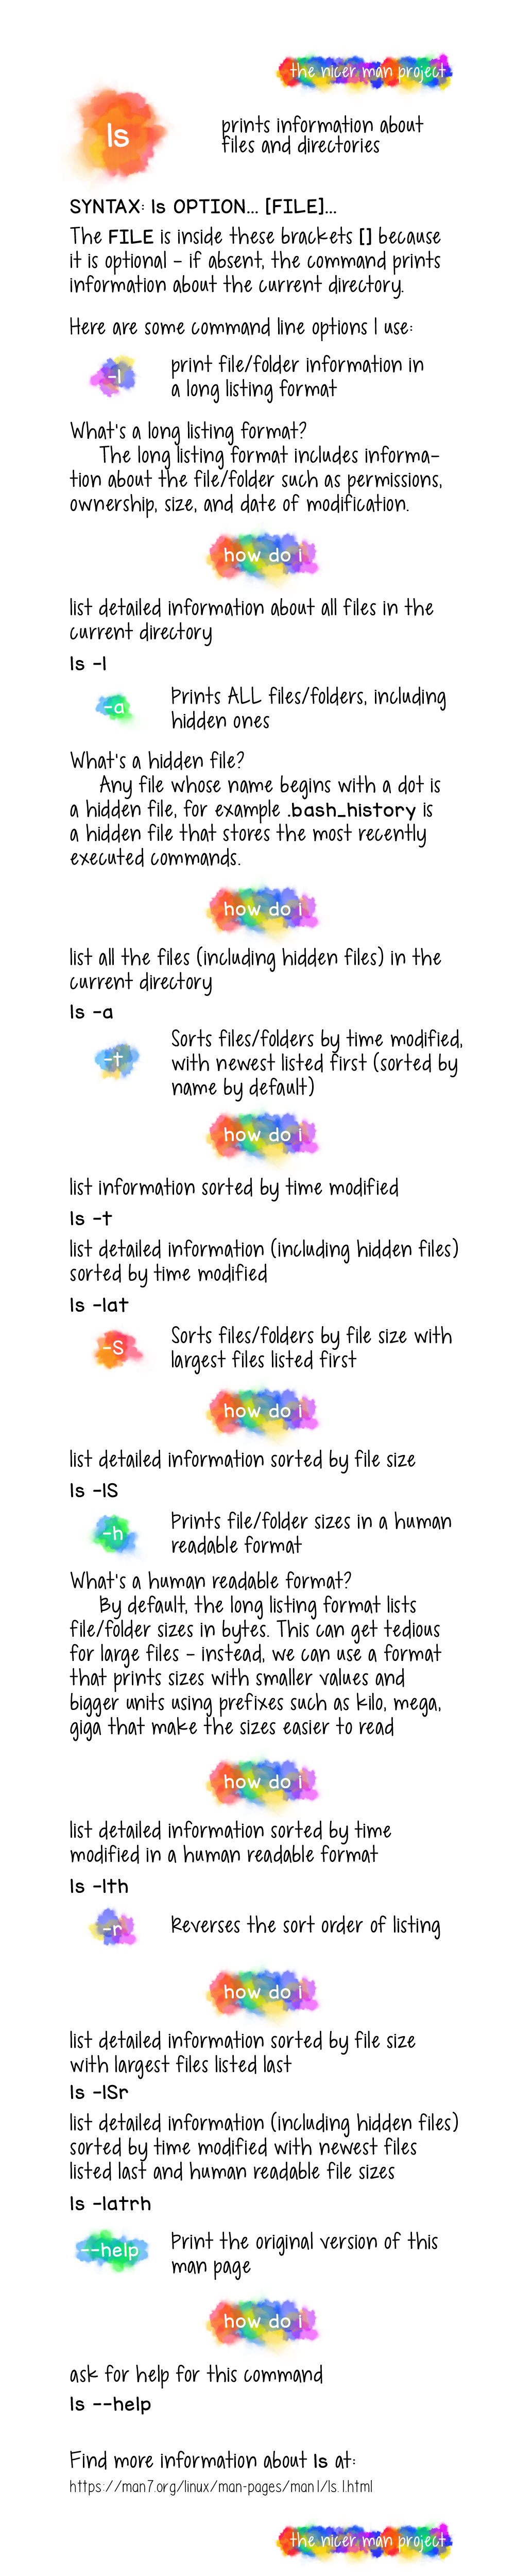 the nicer man project
ls
prints information about
files and directories
SYNTAX: ls OPTION... [FILE]...
The FILE is inside these brackets [] because
it is optional – if absent, the command prints
information about the current directory.
Here are some command line options I use:
-l
print file/folder information in
a long listing format
What's a long listing format?
The long listing format includes informa-
tion about the file/folder such as permissions,
ownership, size, and date of modification.
how do i
list detailed information about all files in the
current directory
ls -l
-a
Prints ALL files/folders, including
hidden ones
What's a hidden file?
Any file whose name begins with a dot is
a hidden file, for example .bash_history is
a hidden file that stores the most recently
executed commands.
how do i
list all the files (including hidden files) in the
current directory
ls -a
-t
Sorts files/folders by time modified,
with newest listed first (sorted by
name by default)
how do i
list information sorted by time modified
ls -t
list detailed information (including hidden files)
sorted by time modified
ls -lat
-S
Sorts files/folders by file size with
largest files listed first
how do i
list detailed information sorted by file size
ls -lS
-h
Prints file/folder sizes in a human
readable format
What's a human readable format?
By default, the long listing format lists
file/folder sizes in bytes. This can get tedious
for large files – instead, we can use a format
that prints sizes with smaller values and
bigger units using prefixes such as kilo, mega,
giga that make the sizes easier to read
how do i
list detailed information sorted by time
modified in a human readable format
ls -lth
-r
Reverses the sort order of listing
how do i
list detailed information sorted by file size
with largest files listed last
ls -lSr
list detailed information (including hidden files)
sorted by time modified with newest files
listed last and human readable file sizes
ls -latrh
--help
Print the original version of this
man page
how do i
ask for help for this command
ls --help
Find more information about ls at:
https://man7.org/linux/man-pages/man1/ls.1.html
the nicer man project